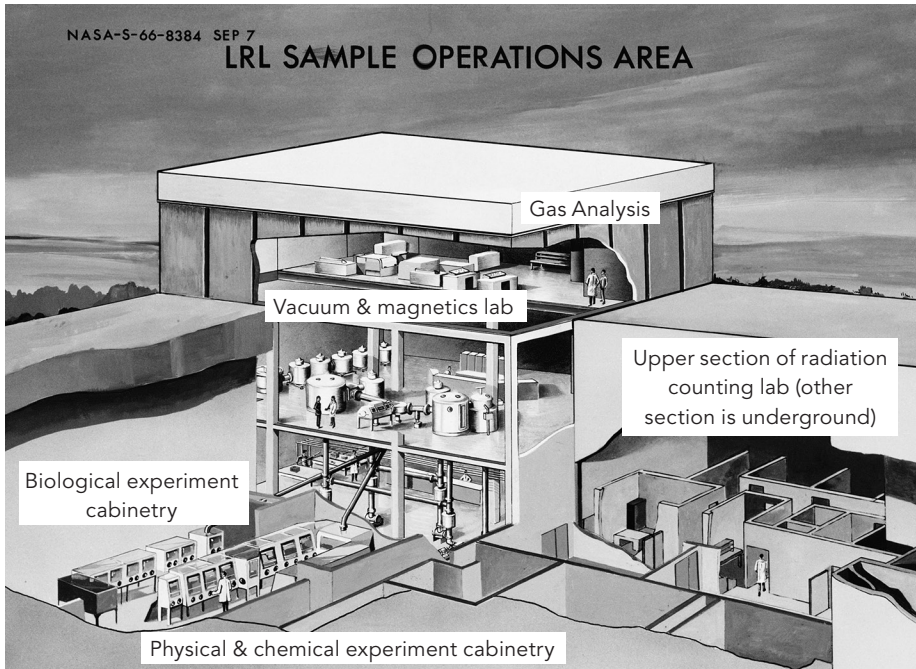 NASA-S-66-8384 SEP 7
LRL SAMPLE OPERATIONS AREA
Gas Analysis
Vacuum & magnetics lab
Upper section of radiation
counting lab (other
section is underground)
Biological experiment
cabinetry
Physical & chemical experiment cabinetry